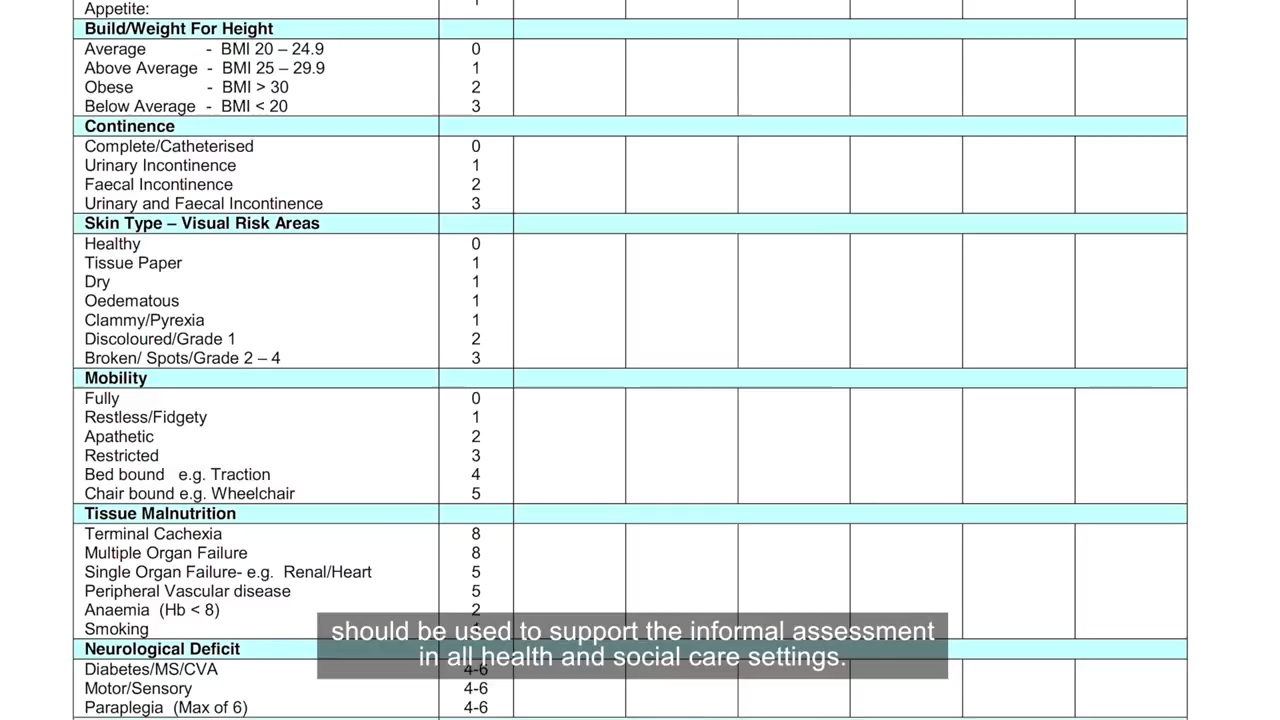 Appetite:
Build/Weight For Height
Average - BMI 20 – 24.9 0
Above Average - BMI 25 – 29.9 1
Obese - BMI > 30 2
Below Average - BMI < 20 3
Continence
Complete/Catheterised 0
Urinary Incontinence 1
Faecal Incontinence 2
Urinary and Faecal Incontinence 3
Skin Type – Visual Risk Areas
Healthy 0
Tissue Paper 1
Dry 1
Oedematous 1
Clammy/Pyrexia 1
Discoloured/Grade 1 2
Broken/ Spots/Grade 2 – 4 3
Mobility
Fully 0
Restless/Fidgety 1
Apathetic 2
Restricted 3
Bed bound e.g. Traction 4
Chair bound e.g. Wheelchair 5
Tissue Malnutrition
Terminal Cachexia 8
Multiple Organ Failure 8
Single Organ Failure- e.g. Renal/Heart 5
Peripheral Vascular disease 5
Anaemia (Hb < 8) 2
Smoking
Neurological Deficit
Diabetes/MS/CVA 4-6
Motor/Sensory 4-6
Paraplegia (Max of 6) 4-6
should be used to support the informal assessment
in all health and social care settings.